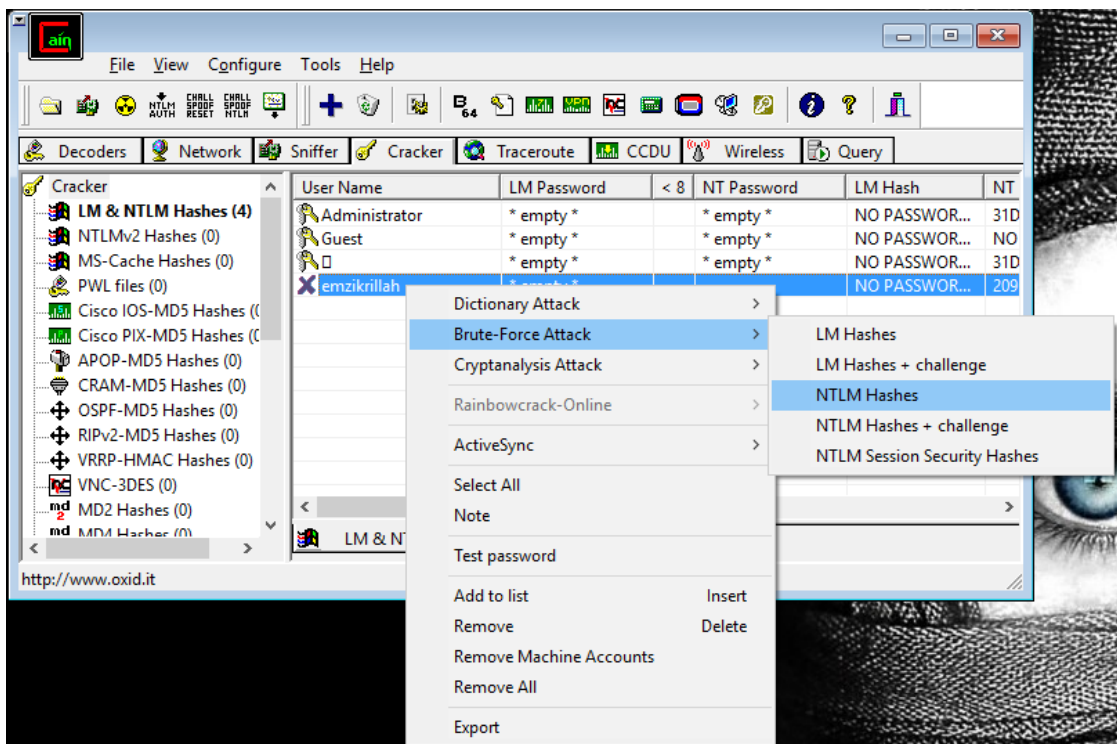 Cain
File View Configure Tools Help
NTLM AUTH CHALL SPOOF RESET CHALL SPOOF NTLM B 64
Decoders Network Sniffer Cracker Traceroute CCDU Wireless Query
Cracker
LM & NTLM Hashes (4)
NTLMv2 Hashes (0)
MS-Cache Hashes (0)
PWL files (0)
Cisco IOS-MD5 Hashes ((
Cisco PIX-MD5 Hashes ((
APOP-MD5 Hashes (0)
CRAM-MD5 Hashes (0)
OSPF-MD5 Hashes (0)
RIPv2-MD5 Hashes (0)
VRRP-HMAC Hashes (0)
VNC-3DES (0)
md 2 MD2 Hashes (0)
md MD4 Hashes (0)
User Name LM Password < 8 NT Password LM Hash NT
Administrator * empty * * empty * NO PASSWOR... 31D
Guest * empty * * empty * NO PASSWOR... NO
* empty * * empty * NO PASSWOR... 31D
emzikrillah * empty * NO PASSWOR... 209
LM & NT
http://www.oxid.it
Dictionary Attack
Brute-Force Attack
Cryptanalysis Attack
Rainbowcrack-Online
ActiveSync
Select All
Note
Test password
Add to list Insert
Remove Delete
Remove Machine Accounts
Remove All
Export
LM Hashes
LM Hashes + challenge
NTLM Hashes
NTLM Hashes + challenge
NTLM Session Security Hashes